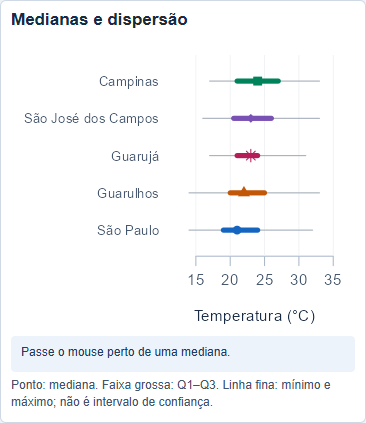 Medianas e dispersão
Campinas
São José dos Campos
Guarujá
Guarulhos
São Paulo
15 20 25 30 35
Temperatura (°C)
Passe o mouse perto de uma mediana.
Ponto: mediana. Faixa grossa: Q1–Q3. Linha fina: mínimo e
máximo; não é intervalo de confiança.